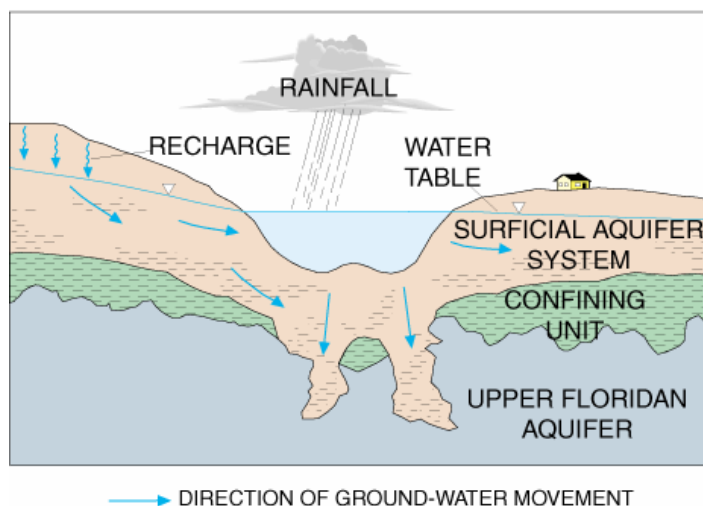 RAINFALL
RECHARGE
WATER
TABLE
SURFICIAL AQUIFER
SYSTEM
CONFINING
UNIT
UPPER FLORIDAN
AQUIFER
DIRECTION OF GROUND-WATER MOVEMENT